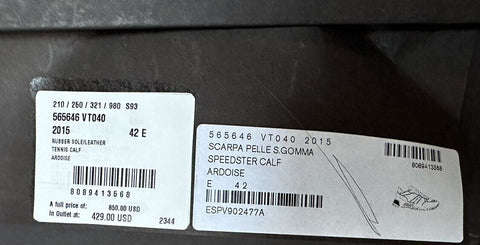 210 / 260 / 321 / 980 S93
565646 VT040
2015 42 E
RUBBER SOLE/LEATHER
TENNIS CALF
ARDOISE
8089413568
A full price of: 850.00 USD
In Outlet at: 429.00 USD 2344
565646 VT040 2015
SCARPA PELLE S.GOMMA
SPEEDSTER CALF
ARDOISE
E 42
ESPV902477A
8089413568